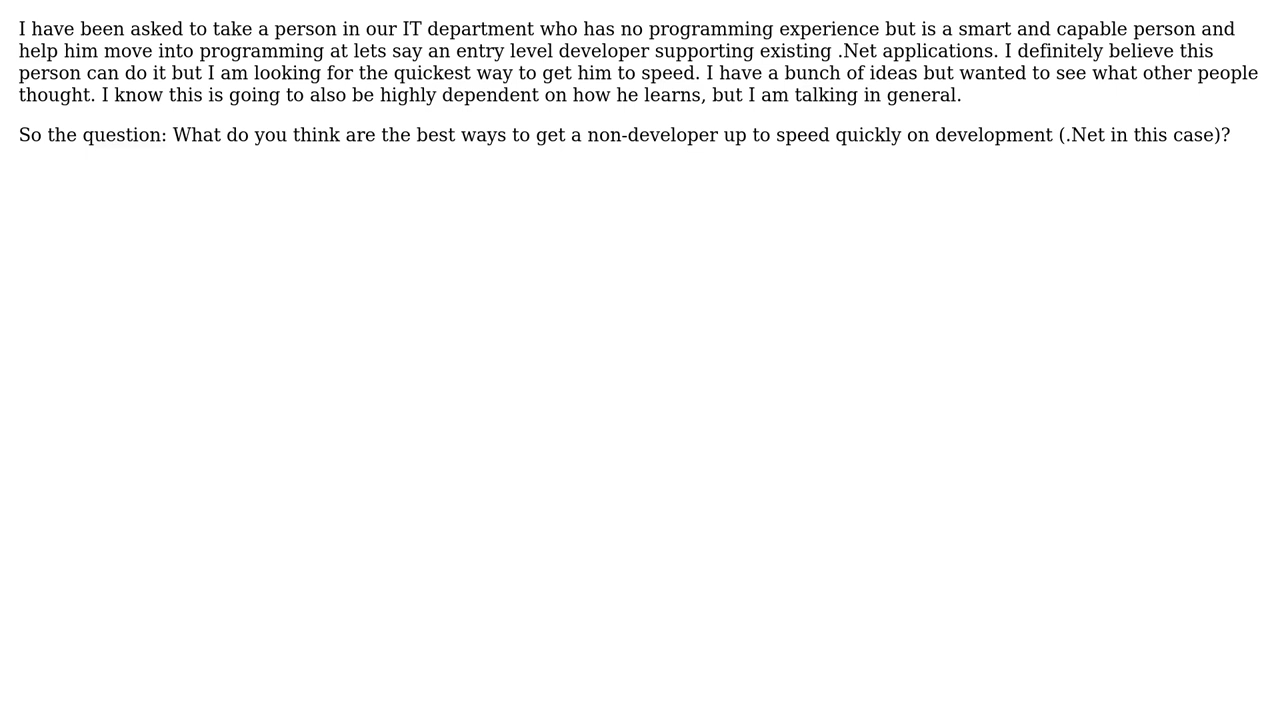 I have been asked to take a person in our IT department who has no programming experience but is a smart and capable person and
help him move into programming at lets say an entry level developer supporting existing .Net applications. I definitely believe this
person can do it but I am looking for the quickest way to get him to speed. I have a bunch of ideas but wanted to see what other people
thought. I know this is going to also be highly dependent on how he learns, but I am talking in general.
So the question: What do you think are the best ways to get a non-developer up to speed quickly on development (.Net in this case)?